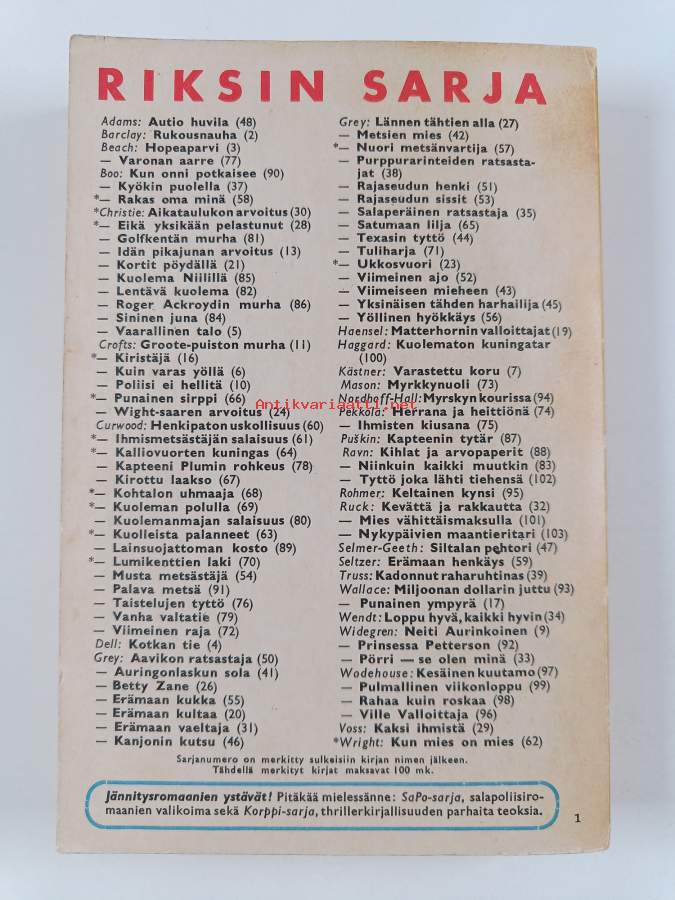 RIKSIN SARJA
Adams: Autio huvila (48)
Barclay: Rukousnauha (2)
Beach: Hopeaparvi (3)
— Varonan aarre (77)
Boo: Kun onni potkaisee (90)
— Kyökin puolella (37)
*— Rakas oma minä (58)
*Christie: Aikataulukon arvoitus (30)
*— Eikä yksikään pelastunut (28)
— Golfkentän murha (81)
— Idän pikajunan arvoitus (13)
— Kortit pöydällä (21)
— Kuolema Niilillä (85)
— Lentävä kuolema (82)
— Roger Ackroydin murha (86)
— Sininen juna (84)
— Vaarallinen talo (5)
Crofts: Groote-puiston murha (11)
*— Kiristäjä (16)
— Kuin varas yöllä (6)
— Poliisi ei hellitä (10)
*— Punainen sirppi (66)
— Wight-saaren arvoitus (24)
Curwood: Henkipaton uskollisuus (60)
*— Ihmismetsästäjän salaisuus (61)
*— Kalliovuorten kuningas (64)
— Kapteeni Plumin rohkeus (78)
— Kirottu laakso (67)
*— Kohtalon uhmaaja (68)
*— Kuoleman polulla (69)
— Kuolemanmajan salaisuus (80)
*— Kuolleista palanneet (63)
— Lainsuojattoman kosto (89)
*— Lumikenttien laki (70)
— Musta metsästäjä (54)
— Palava metsä (91)
— Taistelujen tyttö (76)
— Vanha valtatie (79)
— Viimeinen raja (72)
Dell: Kotkan tie (4)
Grey: Aavikon ratsastaja (50)
— Auringonlaskun sola (41)
— Betty Zane (26)
— Erämaan kukka (55)
— Erämaan kultaa (20)
— Erämaan vaeltaja (31)
— Kanjonin kutsu (46)
Grey: Lännen tähtien alla (27)
— Metsien mies (42)
*— Nuori metsänvartija (57)
— Purppurarinteiden ratsasta-
jat (38)
— Rajaseudun henki (51)
— Rajaseudun sissit (53)
— Salaperäinen ratsastaja (35)
— Satumaan lilja (65)
— Texasin tyttö (44)
— Tuliharja (71)
*— Ukkosvuori (23)
— Viimeinen ajo (52)
— Viimeiseen mieheen (43)
— Yksinäisen tähden harhailija (45)
— Yöllinen hyökkäys (56)
Haensel: Matterhornin valloittajat (19)
Haggard: Kuolematon kuningatar
(100)
Kästner: Varastettu koru (7)
Mason: Myrkkynuoli (73)
Nordhoff-Hall: Myrskyn kourissa (94)
Pekkola: Herrana ja heittiönä (74)
— Ihmisten kiusana (75)
Puškin: Kapteenin tytär (87)
Ravn: Kihlat ja arvopaperit (88)
— Niinkuin kaikki muutkin (83)
— Tyttö joka lähti tiehensä (102)
Rohmer: Keltainen kynsi (95)
Ruck: Kevättä ja rakkautta (32)
— Mies vähittäismaksulla (101)
— Nykypäivien maantieritari (103)
Selmer-Geeth: Siltalan pehtori (47)
Seltzer: Erämaan henkäys (59)
Truss: Kadonnut raharuhtinas (39)
Wallace: Miljoonan dollarin juttu (93)
— Punainen ympyrä (17)
Wendt: Loppu hyvä, kaikki hyvin (34)
Widegren: Neiti Aurinkoinen (9)
— Prinsessa Petterson (92)
— Pörri — se olen minä (33)
Wodehouse: Kesäinen kuutamo (97)
— Pulmallinen viikonloppu (99)
— Rahaa kuin roskaa (98)
— Ville Valloittaja (96)
Voss: Kaksi ihmistä (29)
*Wright: Kun mies on mies (62)
Antikvariaatti.net
Sarjanumero on merkitty sulkeisiin kirjan nimen jälkeen.
Tähdellä merkityt kirjat maksavat 100 mk.
Jännitysromaanien ystävät! Pitäkää mielessänne: SaPo-sarja, salapoliisiro-
maanien valikoima sekä Korppi-sarja, thrillerkirjallisuuden parhaita teoksia.
1